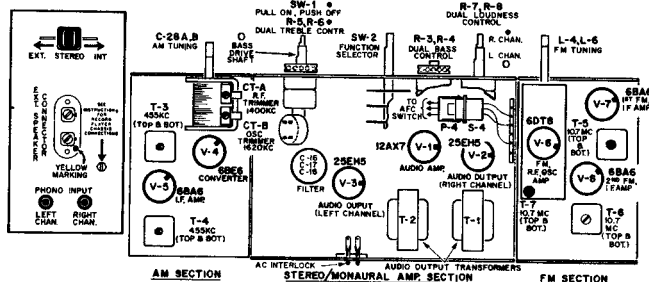 EXT. STEREO INT
EXT. SPEAKER
CONNECTOR
SEE
INSTRUCTIONS
FOR
RECORD
PLAYER
CHASSIS
CONNECTIONS
YELLOW
MARKING
PHONO INPUT
LEFT
CHAN.
RIGHT
CHAN.
C-28A,B
AM TUNING
BASS
DRIVE
SHAFT
SW-1
PULL ON, PUSH OFF
R-5, R-6
DUAL TREBLE CONTR.
SW-2
FUNCTION
SELECTOR
R-3, R-4
DUAL BASS
CONTROL
R-7, R-8
DUAL LOUDNESS
CONTROL
R. CHAN.
L CHAN.
L-4, L-6
FM TUNING
T-3
455KC
(TOP & BOT)
CT-A
R.F.
TRIMMER
1400KC
CT-B
OSC
TRIMMER
1620KC
V-4
6BE6
CONVERTER
V-5
6BA6
I.F. AMP.
T-4
455KC
(TOP & BOT.)
C-16
C-17
C-18
FILTER
25EH5
V-3
AUDIO OUPUT
(LEFT CHANNEL)
TO
AFC
SWITCH
P-4 S-4
12AX7
V-1
AUDIO AMP.
25EH5
V-2
AUDIO OUTPUT
(RIGHT CHANNEL)
T-2
T-1
AC INTERLOCK
AUDIO OUTPUT TRANSFORMERS
6DT8
V-6
FM,
R.F., OSC
AMP
T-7
10.7 MC
(TOP &
BOT.)
V-7
6BA6
1ST FM,
I F AMP.
T-5
10.7 MC
(TOP
&
BOT)
V-8
6BA6
2ND FM,
I F AMP
T-6
10.7
MC
(TOP &
BOT.)
AM SECTION
STEREO/MONAURAL AMP. SECTION
FM SECTION